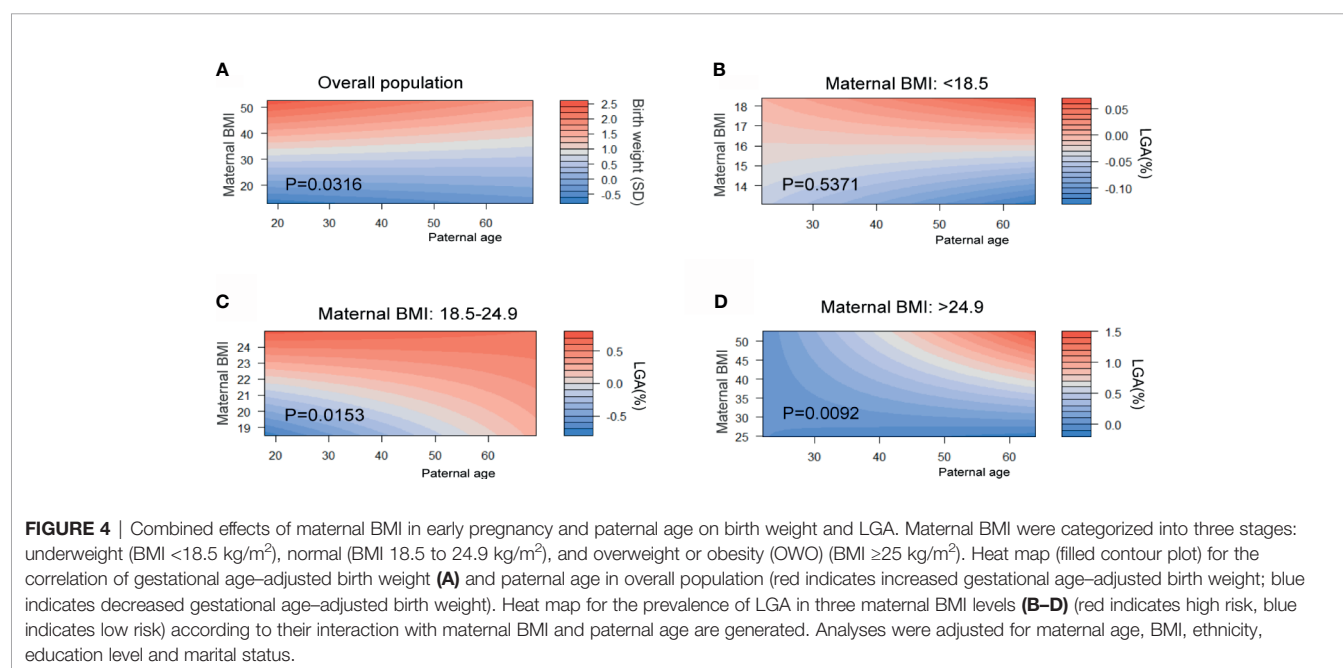 A
Overall population
Maternal BMI
50
40
30
20
P=0.0316
20 30 40 50 60
Paternal age
2.5
2.0
1.5
1.0
0.5
0.0
-0.5
Birth weight (SD)
B
Maternal BMI: <18.5
Maternal BMI
18
17
16
15
14
P=0.5371
30 40 50 60
Paternal age
0.05
0.00
-0.05
-0.10
LGA(%)
C
Maternal BMI: 18.5-24.9
Maternal BMI
24
23
22
21
20
19
P=0.0153
20 30 40 50 60
Paternal age
0.5
0.0
-0.5
LGA(%)
D
Maternal BMI: >24.9
Maternal BMI
50
45
40
35
30
25
P=0.0092
30 40 50 60
Paternal age
1.5
1.0
0.5
0.0
LGA(%)
FIGURE 4 | Combined effects of maternal BMI in early pregnancy and paternal age on birth weight and LGA. Maternal BMI were categorized into three stages:
underweight (BMI <18.5 kg/m²), normal (BMI 18.5 to 24.9 kg/m²), and overweight or obesity (OWO) (BMI ≥25 kg/m²). Heat map (filled contour plot) for the
correlation of gestational age–adjusted birth weight (A) and paternal age in overall population (red indicates increased gestational age–adjusted birth weight; blue
indicates decreased gestational age–adjusted birth weight). Heat map for the prevalence of LGA in three maternal BMI levels (B–D) (red indicates high risk, blue
indicates low risk) according to their interaction with maternal BMI and paternal age are generated. Analyses were adjusted for maternal age, BMI, ethnicity,
education level and marital status.